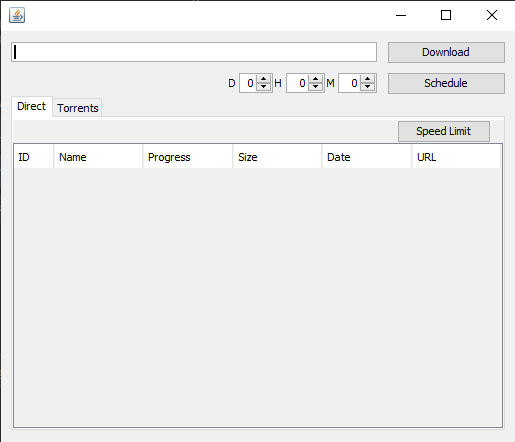 Download
D 0 H 0 M 0 Schedule
Direct Torrents
Speed Limit
ID Name Progress Size Date URL